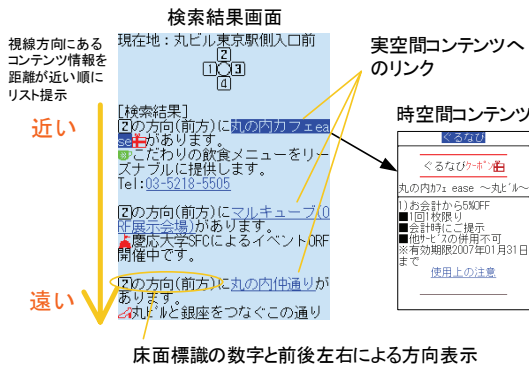 検索結果画面
視線方向にある
コンテンツ情報を
距離が近い順に
リスト提示
近い
遠い
現在地：丸ビル東京駅側入口前
2
1 3
4
[検索結果]
2の方向(前方)に丸の内カフェea
seがあります。
こだわりの飲食メニューをリー
ズナブルに提供します。
Tel:03-5218-5505
2の方向(前方)にマルキューブ(O
RF展示会場)があります。
慶応大学SFCによるイベントORF
開催中です。
2の方向(前方)に丸の内仲通りが
あります。
丸ビルと銀座をつなぐこの通り
実空間コンテンツへ
のリンク
時空間コンテンツ
ぐるなび
ぐるなびクーポン
丸の内カフェ ease ～丸ビル～
1)お会計から5%OFF
■1回1枚限り
■会計時にご提示
■他サービスの併用不可
※有効期限2007年01月31日
まで
使用上の注意
床面標識の数字と前後左右による方向表示